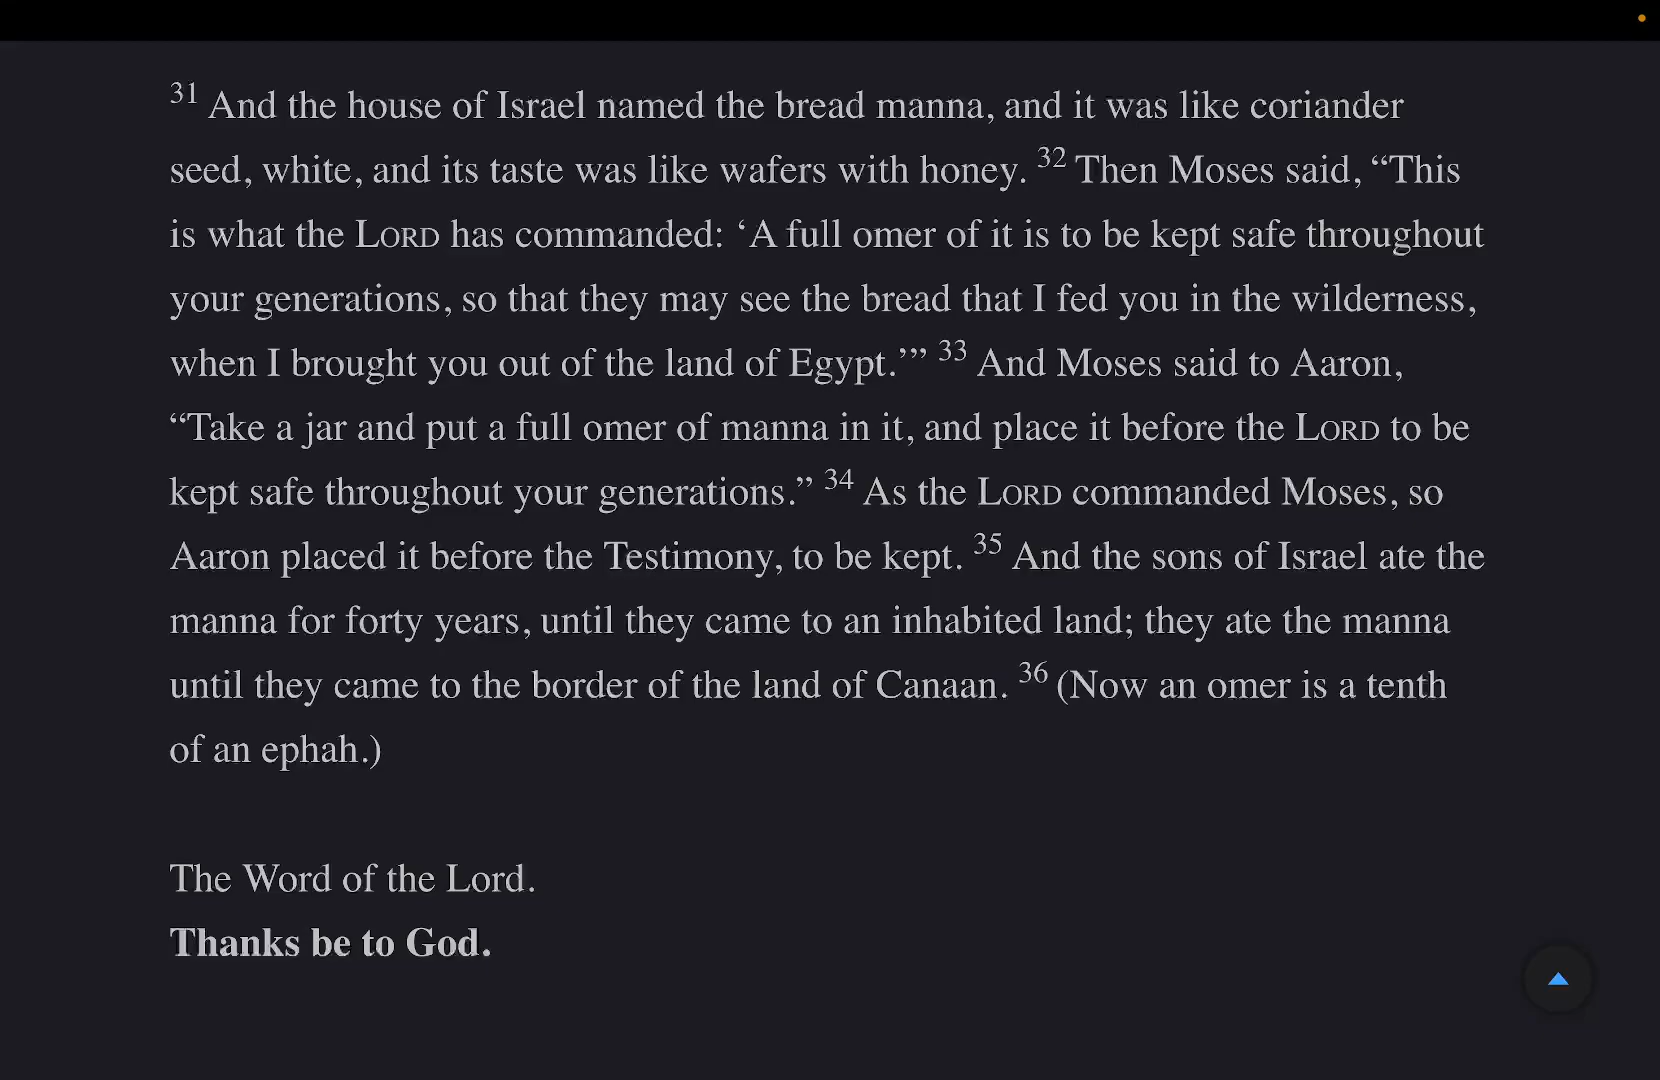 31 And the house of Israel named the bread manna, and it was like coriander
seed, white, and its taste was like wafers with honey. 32 Then Moses said, “This
is what the LORD has commanded: ‘A full omer of it is to be kept safe throughout
your generations, so that they may see the bread that I fed you in the wilderness,
when I brought you out of the land of Egypt.’” 33 And Moses said to Aaron,
“Take a jar and put a full omer of manna in it, and place it before the LORD to be
kept safe throughout your generations.” 34 As the LORD commanded Moses, so
Aaron placed it before the Testimony, to be kept. 35 And the sons of Israel ate the
manna for forty years, until they came to an inhabited land; they ate the manna
until they came to the border of the land of Canaan. 36 (Now an omer is a tenth
of an ephah.)
The Word of the Lord.
Thanks be to God.